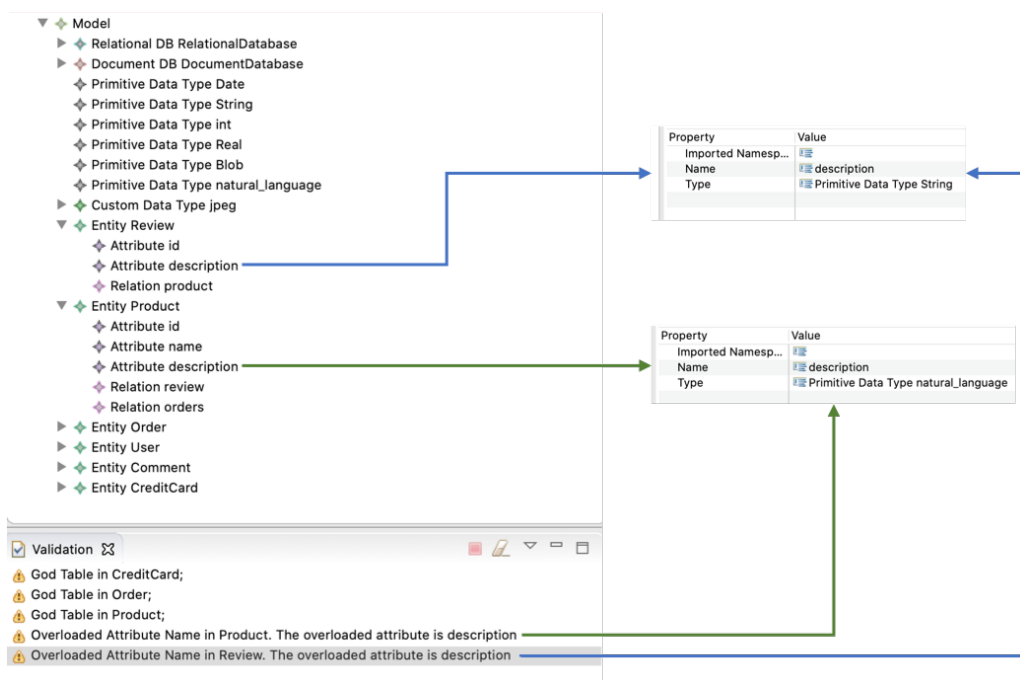 Model
Relational DB RelationalDatabase
Document DB DocumentDatabase
Primitive Data Type Date
Primitive Data Type String
Primitive Data Type int
Primitive Data Type Real
Primitive Data Type Blob
Primitive Data Type natural_language
Custom Data Type jpeg
Entity Review
Attribute id
Attribute description
Relation product
Entity Product
Attribute id
Attribute name
Attribute description
Relation review
Relation orders
Entity Order
Entity User
Entity Comment
Entity CreditCard
Property Value
Imported Namesp...
Name description
Type Primitive Data Type String
Property Value
Imported Namesp...
Name description
Type Primitive Data Type natural_language
Validation
God Table in CreditCard;
God Table in Order;
God Table in Product;
Overloaded Attribute Name in Product. The overloaded attribute is description
Overloaded Attribute Name in Review. The overloaded attribute is description